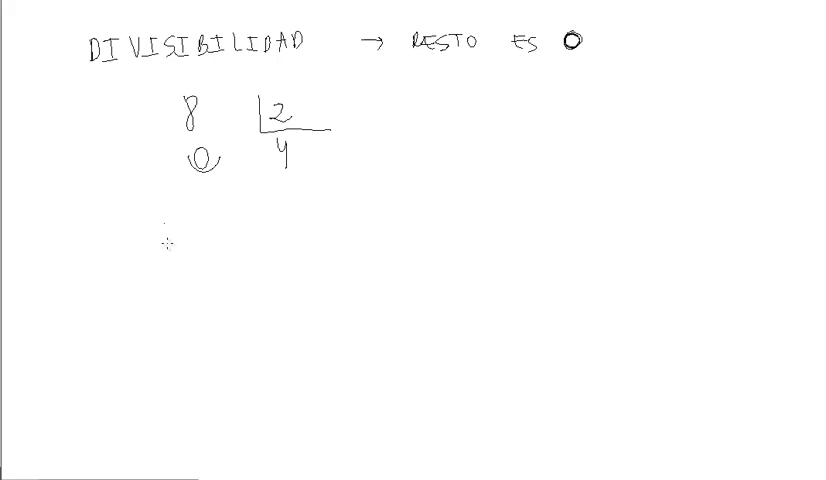 DIVISIBILIDAD → RESTO ES 0
8 2
0 4